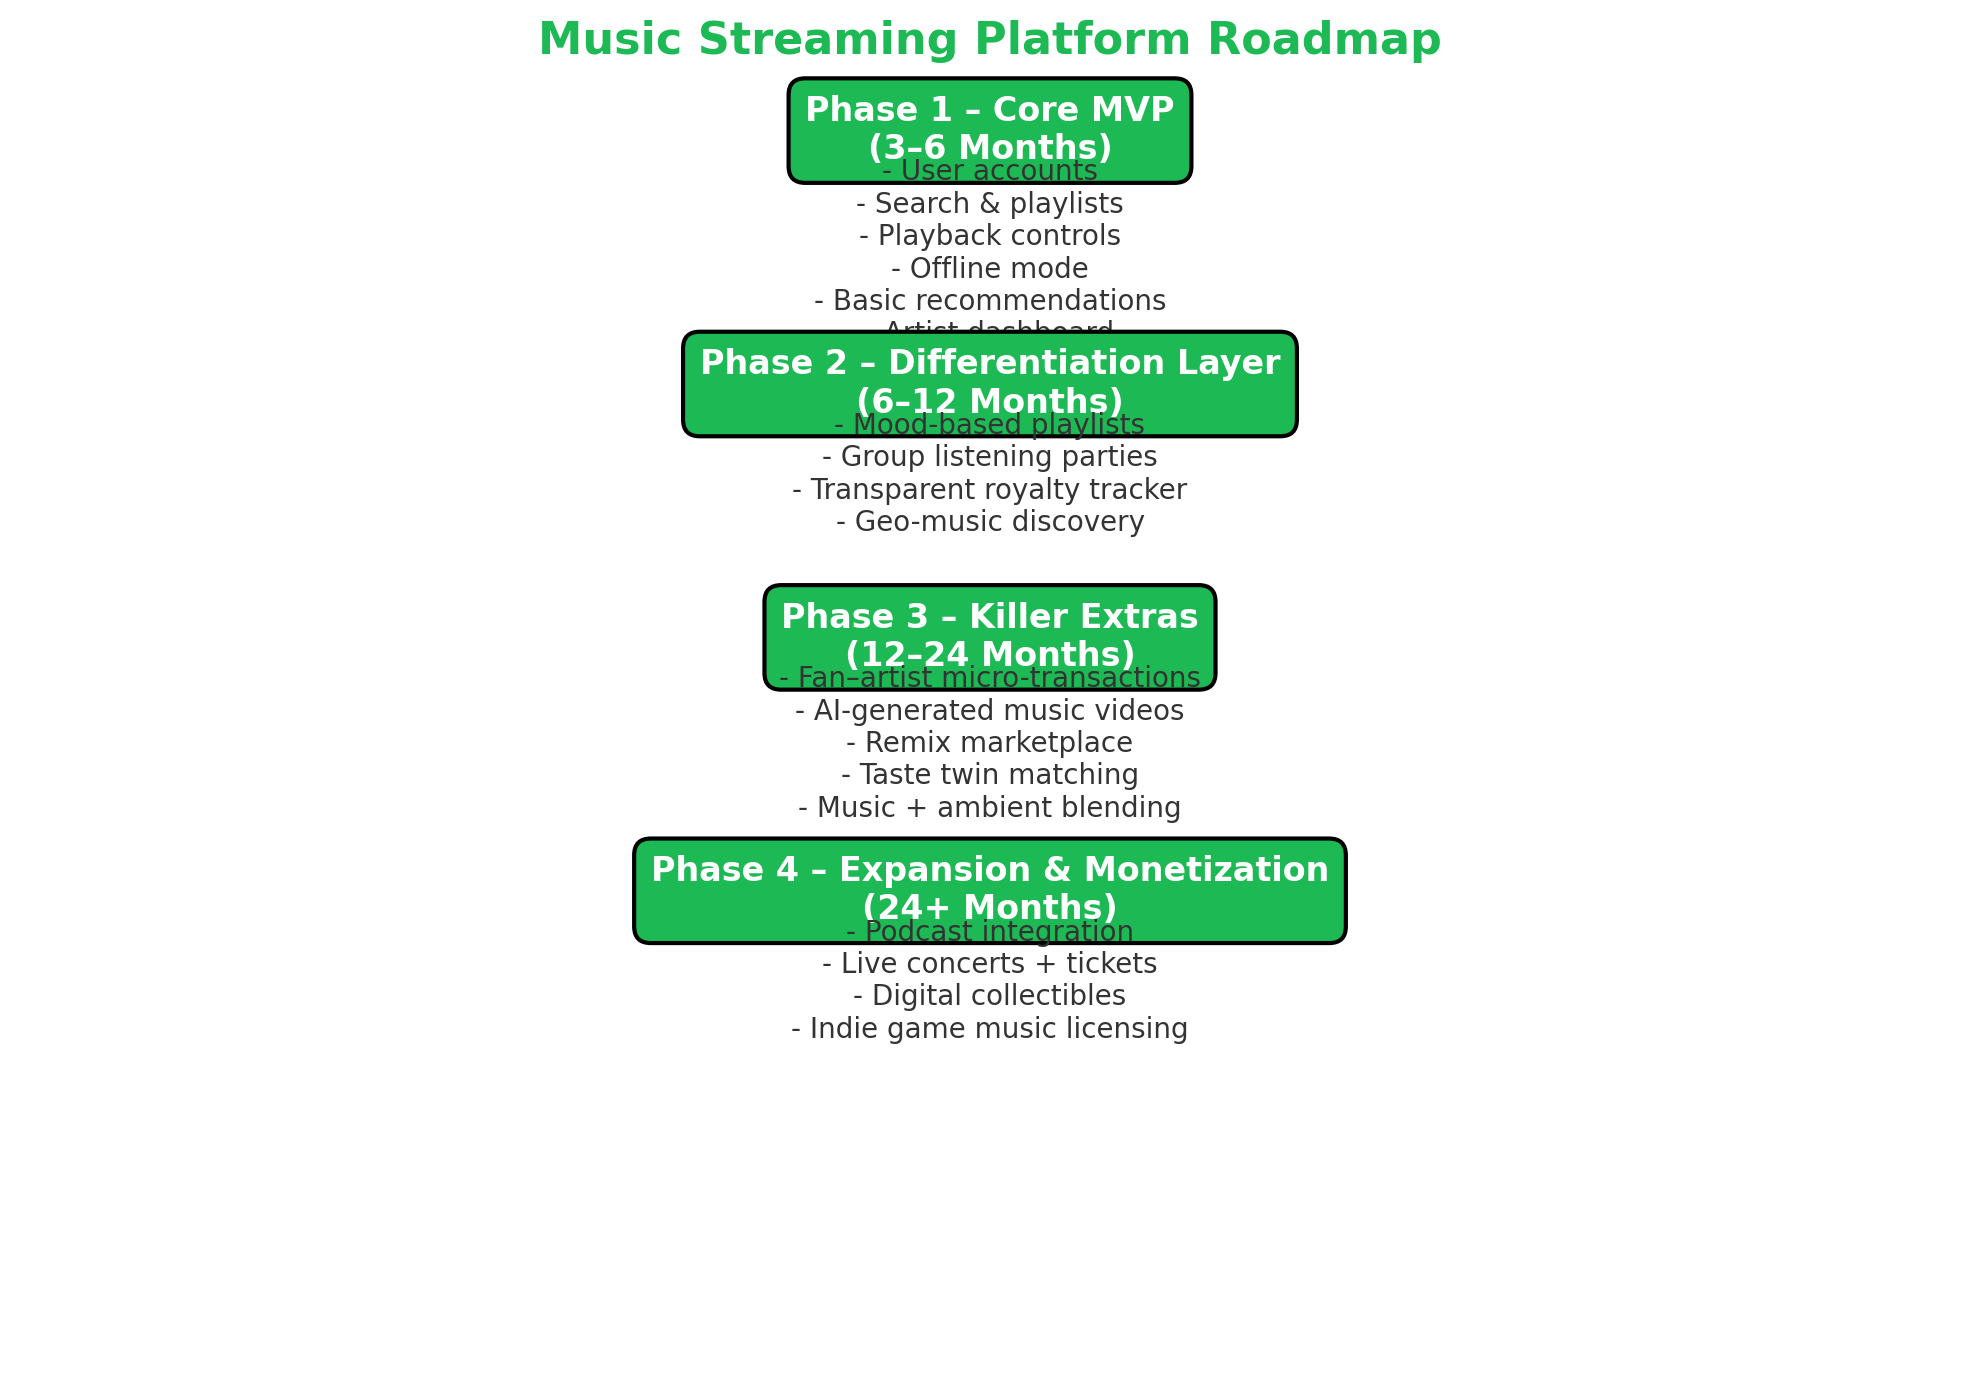 Music Streaming Platform Roadmap
Phase 1 – Core MVP
(3–6 Months)
- User accounts
- Search & playlists
- Playback controls
- Offline mode
- Basic recommendations
Artist dashboard
Phase 2 – Differentiation Layer
(6–12 Months)
- Mood-based playlists
- Group listening parties
- Transparent royalty tracker
- Geo-music discovery
Phase 3 – Killer Extras
(12–24 Months)
- Fan–artist micro-transactions
- AI-generated music videos
- Remix marketplace
- Taste twin matching
- Music + ambient blending
Phase 4 – Expansion & Monetization
(24+ Months)
- Podcast integration
- Live concerts + tickets
- Digital collectibles
- Indie game music licensing